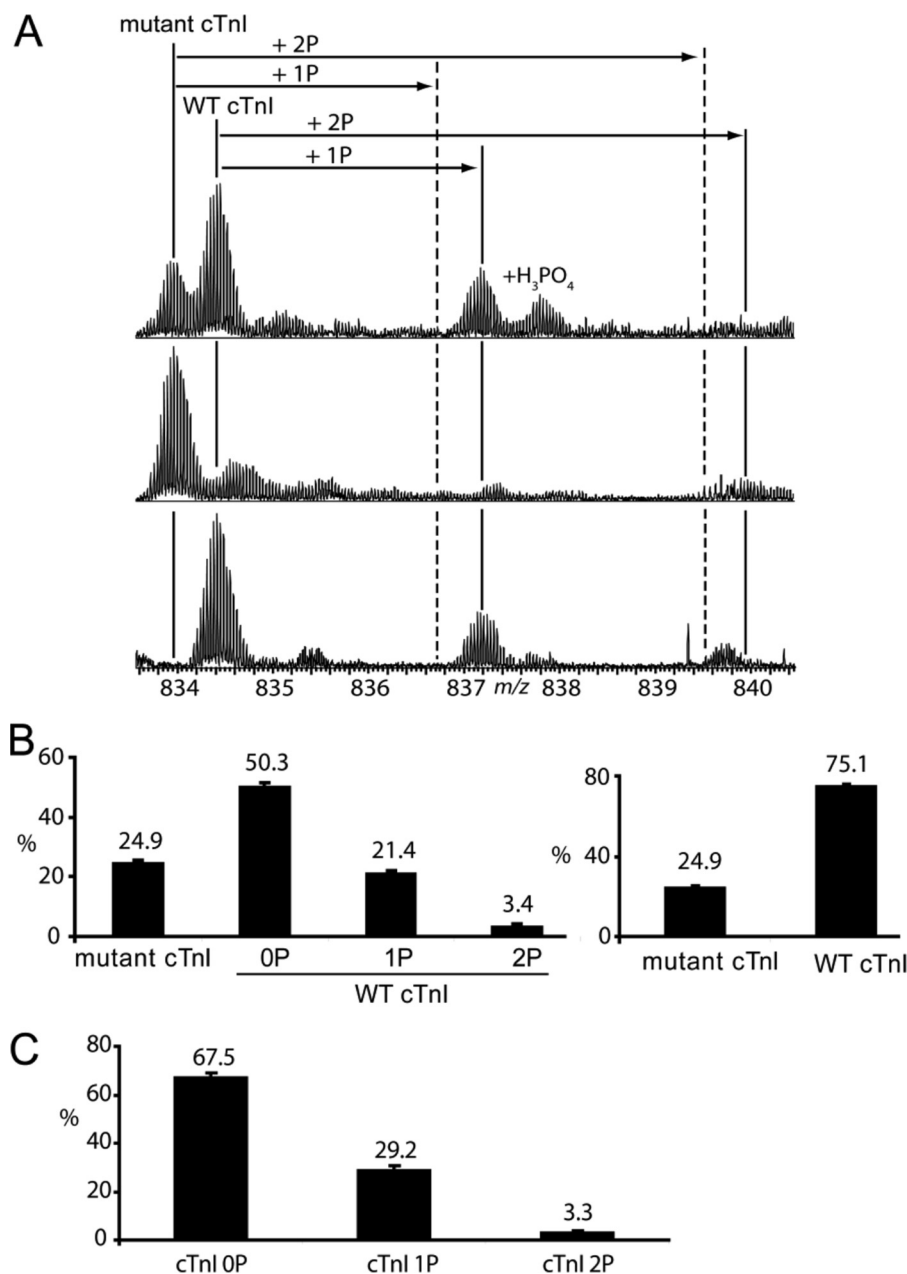 A
mutant cTnI
+ 2P
+ 1P
WT cTnI
+ 2P
+ 1P
+H₃PO₄
834 835 836 837 m/z 838 839 840
B
60
40
%
20
0
24.9
50.3
21.4
3.4
mutant cTnI 0P 1P 2P
WT cTnI
80
40
%
0
24.9
75.1
mutant cTnI WT cTnI
C
80
60
%
40
20
0
67.5
29.2
3.3
cTnI 0P cTnI 1P cTnI 2P